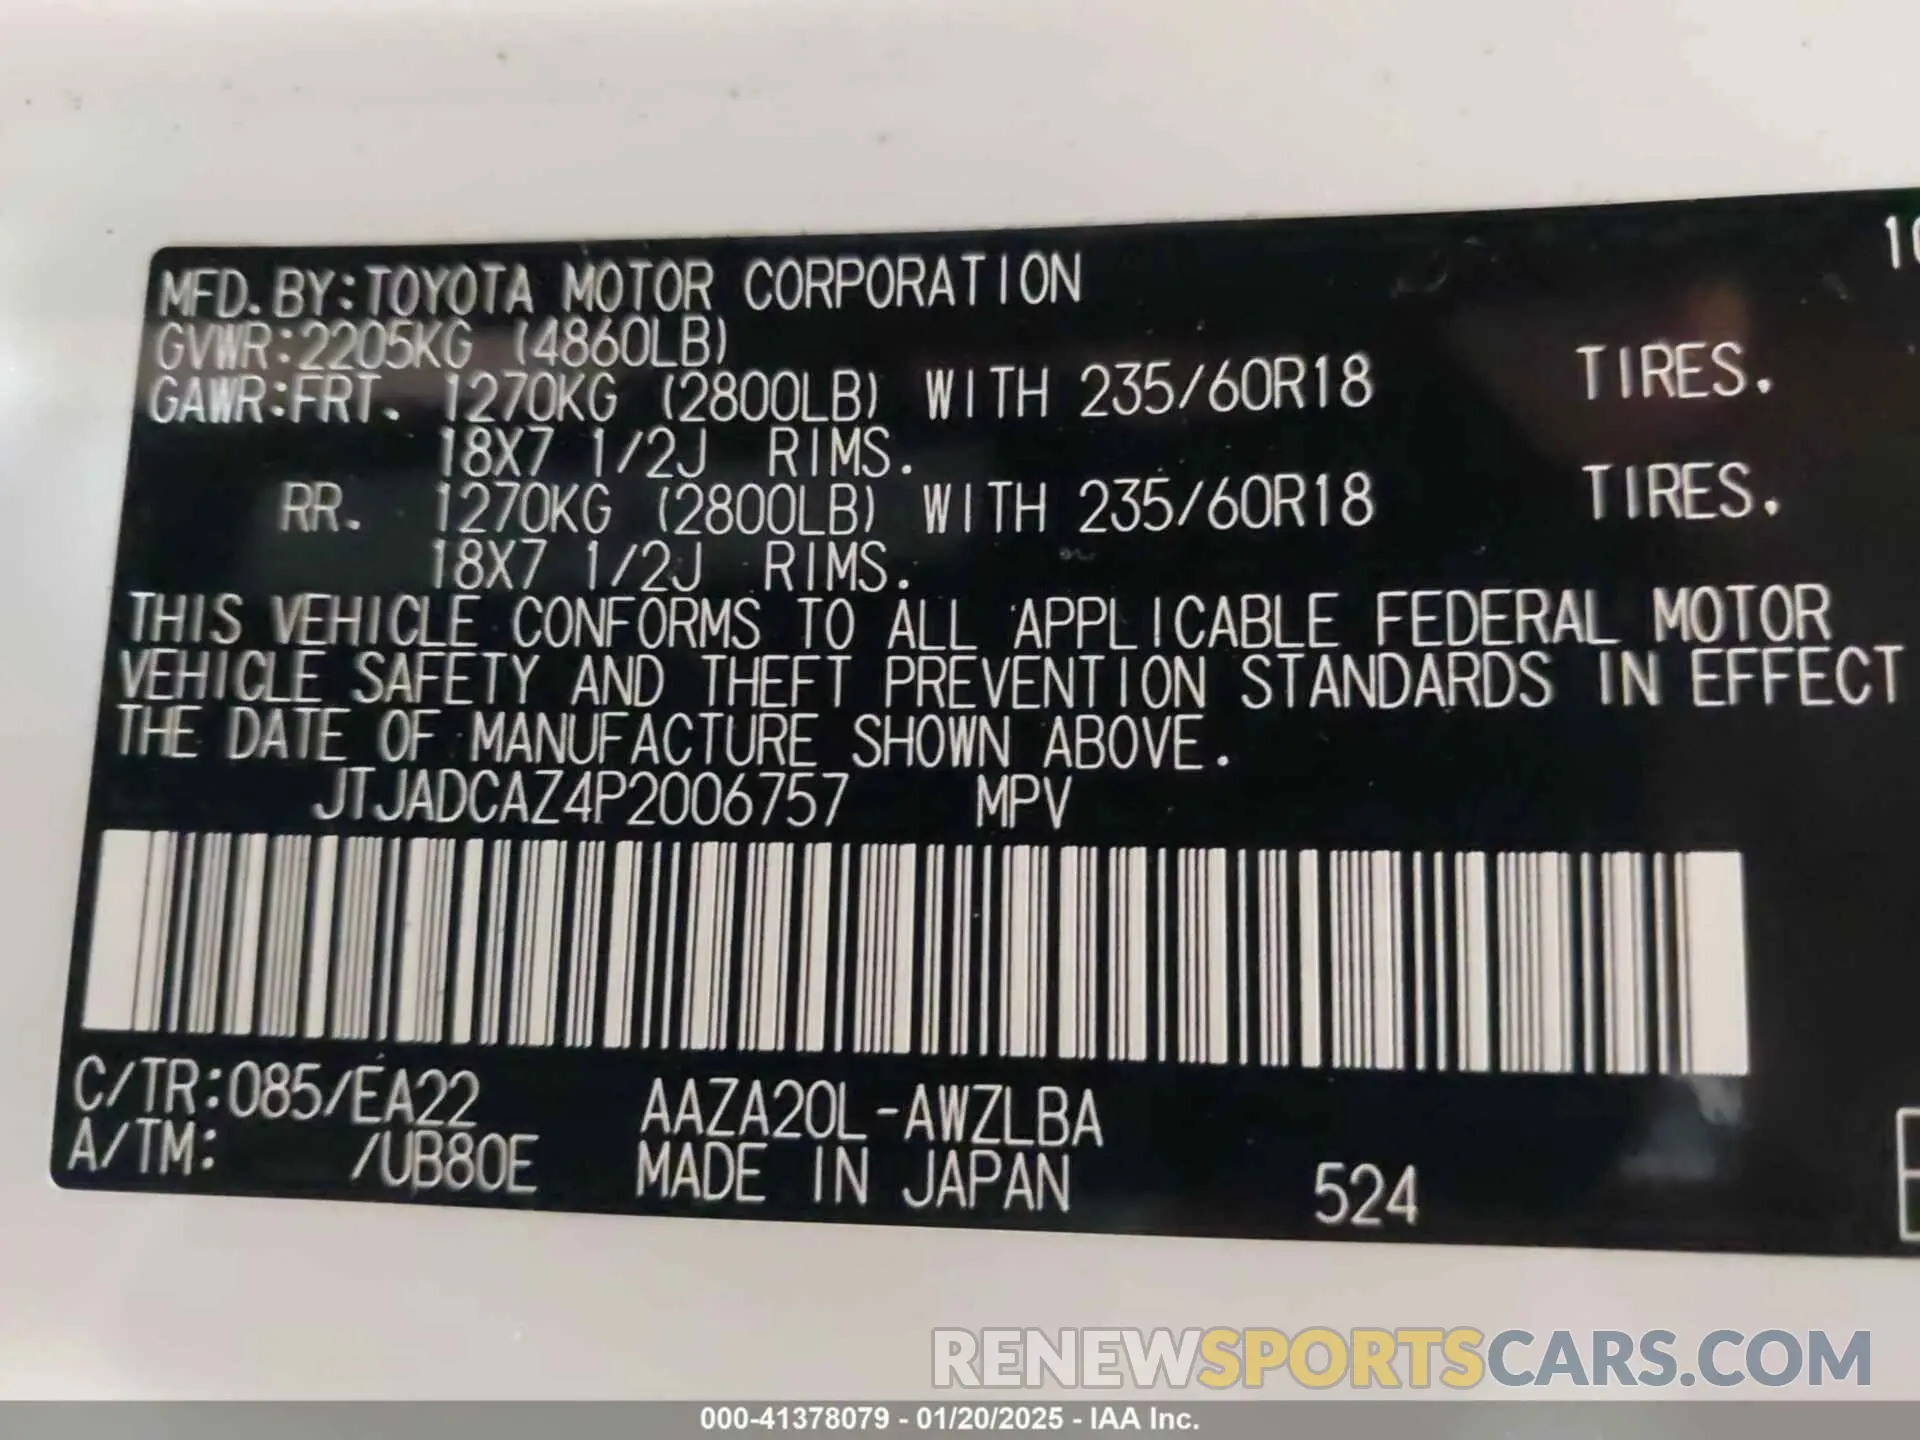 10
MFD. BY: TOYOTA MOTOR CORPORATION
GVWR: 2205KG (4860LB)
GAWR: FRT. 1270KG (2800LB) WITH 235/60R18 TIRES.
18X7 1/2J RIMS.
RR. 1270KG (2800LB) WITH 235/60R18 TIRES.
18X7 1/2J RIMS.
THIS VEHICLE CONFORMS TO ALL APPLICABLE FEDERAL MOTOR
VEHICLE SAFETY AND THEFT PREVENTION STANDARDS IN EFFECT
THE DATE OF MANUFACTURE SHOWN ABOVE.
JTJADCAZ4P2006757 MPV
C/TR: 085/EA22 AAZA20L-AWZLBA
A/TM: /UB80E MADE IN JAPAN 524
RENEWSPORTSCARS.COM
000-41378079 - 01/20/2025 - IAA Inc.